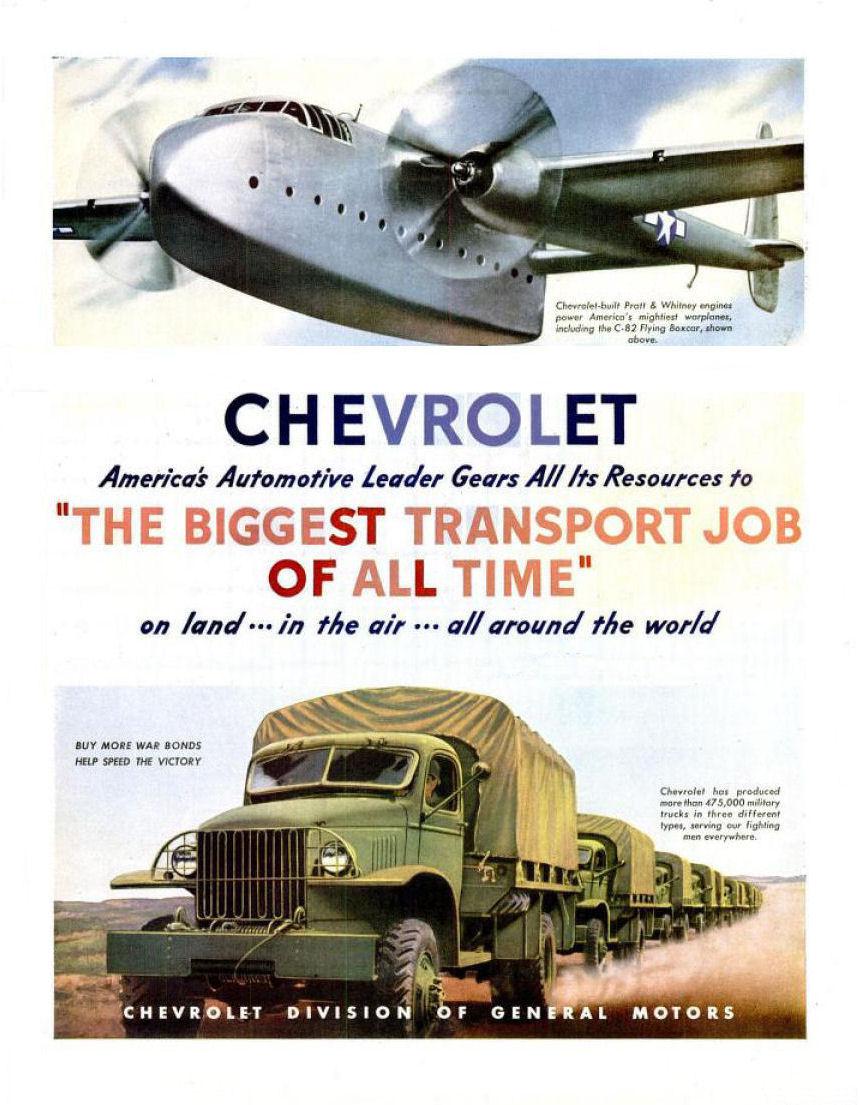 Chevrolet-built Pratt & Whitney engines
power America's mightiest warplanes,
including the C-82 Flying Boxcar, shown
above.
CHEVROLET
America's Automotive Leader Gears All Its Resources to
"THE BIGGEST TRANSPORT JOB
OF ALL TIME"
on land ··· in the air ··· all around the world
BUY MORE WAR BONDS
HELP SPEED THE VICTORY
Chevrolet has produced
more than 475,000 military
trucks in three different
types, serving our fighting
men everywhere.
CHEVROLET DIVISION OF GENERAL MOTORS